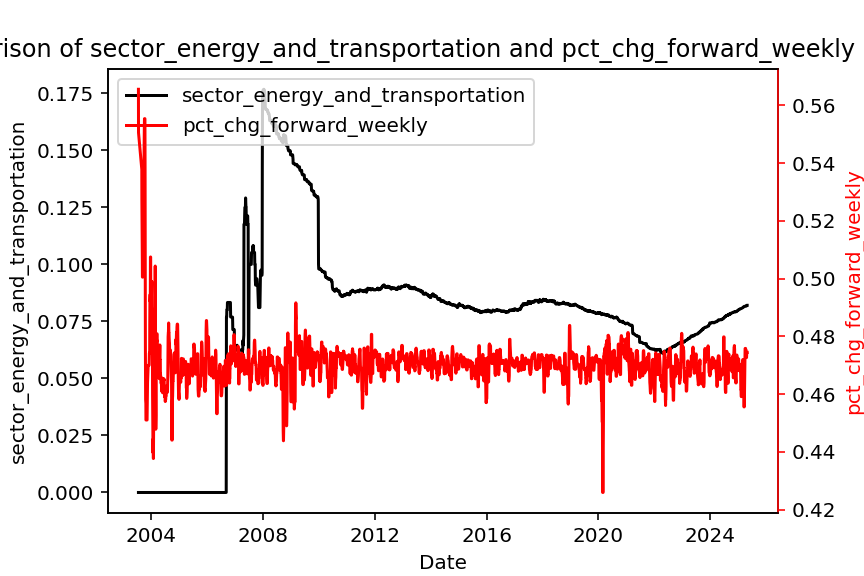 rison of sector_energy_and_transportation and pct_chg_forward_weekly
sector_energy_and_transportation
pct_chg_forward_weekly
0.175
0.150
0.125
0.100
0.075
0.050
0.025
0.000
sector_energy_and_transportation
0.56
0.54
0.52
0.50
0.48
0.46
0.44
0.42
pct_chg_forward_weekly
2004 2008 2012 2016 2020 2024
Date